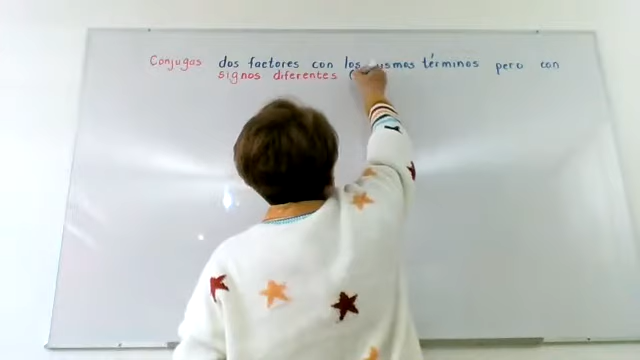 Conjugas dos factores con los mismos términos pero con
signos diferentes (